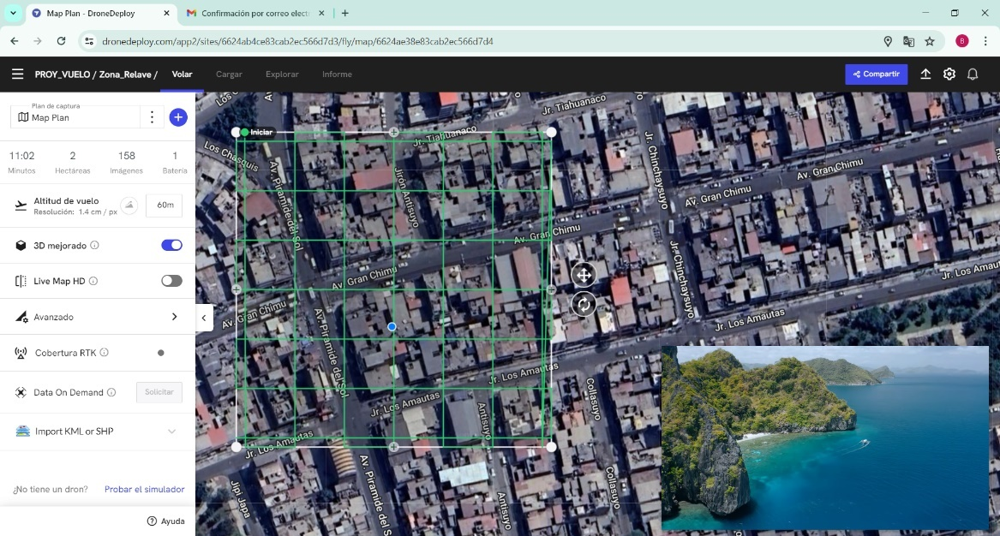 Map Plan - DroneDeploy
Confirmación por correo elect
dronedeploy.com/app2/sites/6624ab4ce83cab2ec566d7d3/fly/map/6624ae38e83cab2ec566d7d4
B
PROY_VUELO / Zona_Relave /
Volar
Cargar
Explorar
Informe
Compartir
Plan de captura
Map Plan
11:02
Minutos
2
Hectáreas
158
Imágenes
1
Batería
Altitud de vuelo
Resolución: 1.4 cm / px
60m
3D mejorado
Live Map HD
Avanzado
Cobertura RTK
Data On Demand
Solicitar
Import KML or SHP
¿No tiene un dron?
Probar el simulador
Ayuda
Iniciar
Jr. Tiahuanaco
Jr. Tiahuanaco
Los Chasquis
Av. Piramide del Sol
Jirón Antisuyo
Jr. Chinchaysuyo
Av. Gran Chimu
Av. Gran Chimu
Av. Gran Chimu
Jr. Chinchaysuyo
Av. Gran Chimu
Av. Gran Chimu
Jr. Los Amau
Av. Piramide del Sol
Jr. Los Amautas
Jr. Los Amautas
Jr. Los Amautas
Collasuyo
Antisuyo
Jr. Los Amautas
Av. Piramide del S
Jipi Japa
Antisuyo
Collasuyo